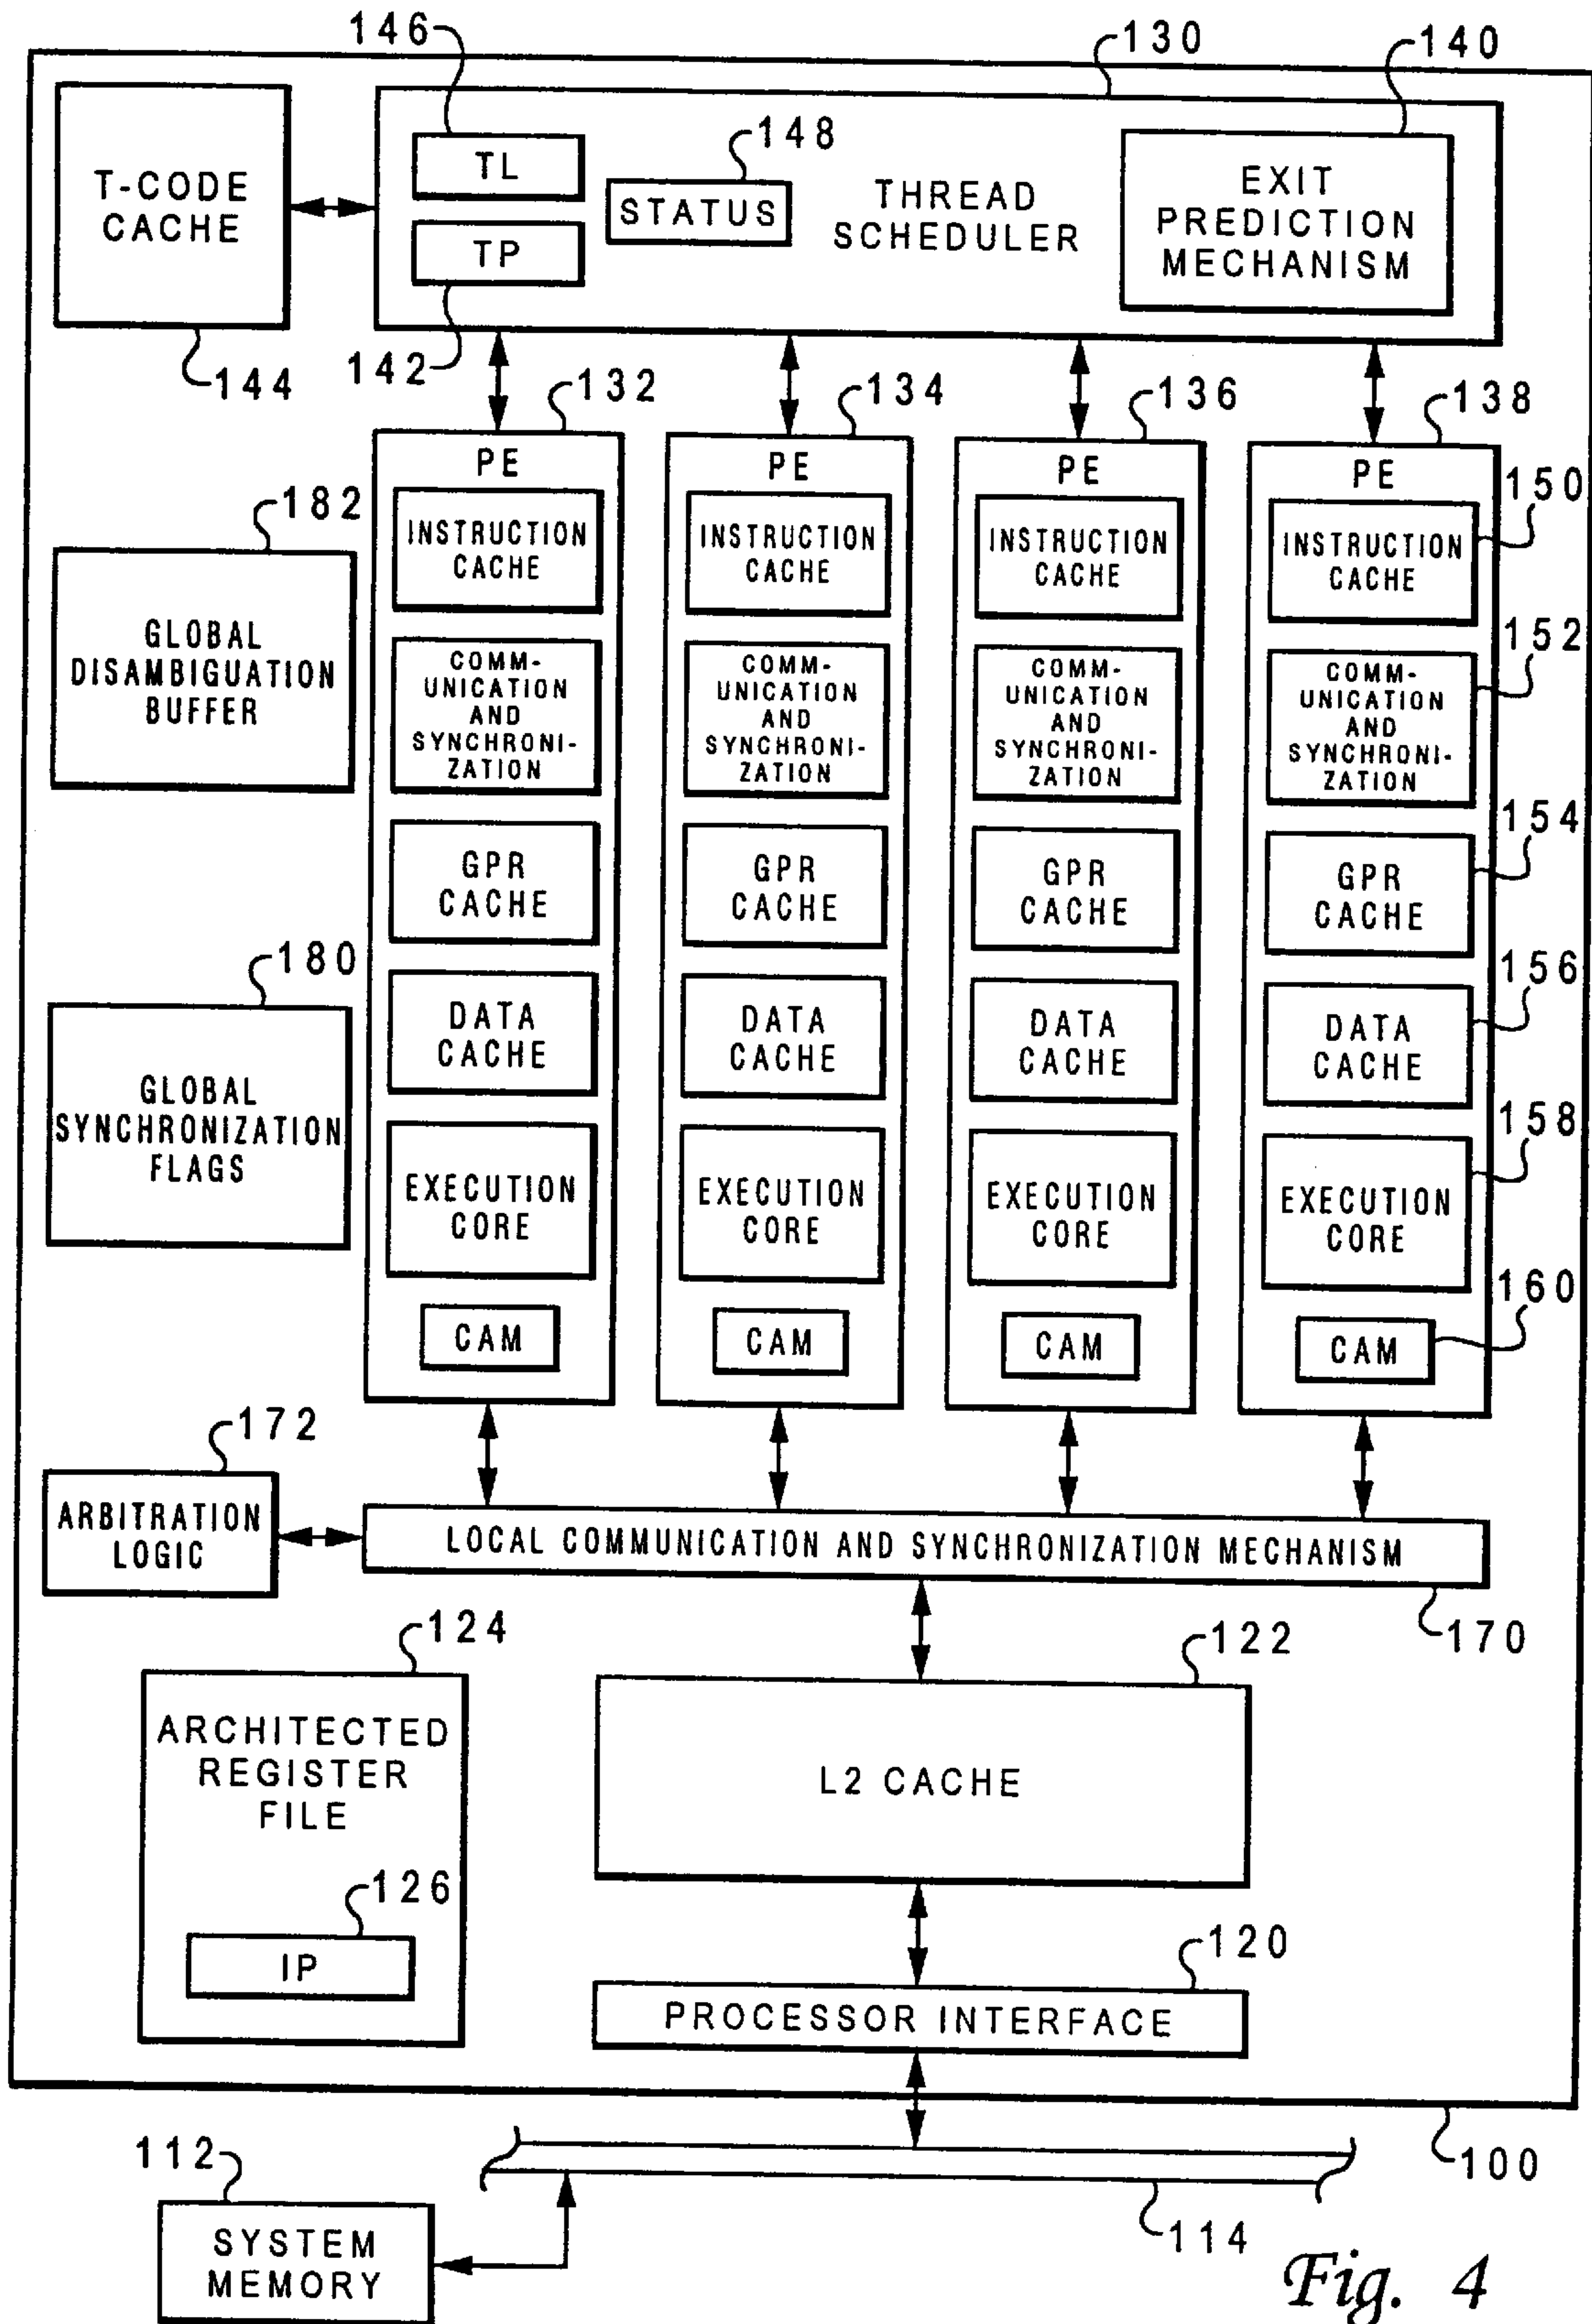 146
130
140
T-CODE
CACHE
TL
148
STATUS
TP
THREAD
SCHEDULER
EXIT
PREDICTION
MECHANISM
144
142
132
134
136
138
PE
INSTRUCTION
CACHE
COMM-
UNICATION
AND
SYNCHRONI-
ZATION
GPR
CACHE
DATA
CACHE
EXECUTION
CORE
CAM
PE
INSTRUCTION
CACHE
COMM-
UNICATION
AND
SYNCHRONI-
ZATION
GPR
CACHE
DATA
CACHE
EXECUTION
CORE
CAM
PE
INSTRUCTION
CACHE
COMM-
UNICATION
AND
SYNCHRONI-
ZATION
GPR
CACHE
DATA
CACHE
EXECUTION
CORE
CAM
PE
INSTRUCTION
CACHE
COMM-
UNICATION
AND
SYNCHRONI-
ZATION
GPR
CACHE
DATA
CACHE
EXECUTION
CORE
CAM
150
152
154
156
158
160
182
GLOBAL
DISAMBIGUATION
BUFFER
180
GLOBAL
SYNCHRONIZATION
FLAGS
172
ARBITRATION
LOGIC
LOCAL COMMUNICATION AND SYNCHRONIZATION MECHANISM
170
124
ARCHITECTED
REGISTER
FILE
126
IP
122
L2 CACHE
120
PROCESSOR INTERFACE
100
112
SYSTEM
MEMORY
114
Fig. 4